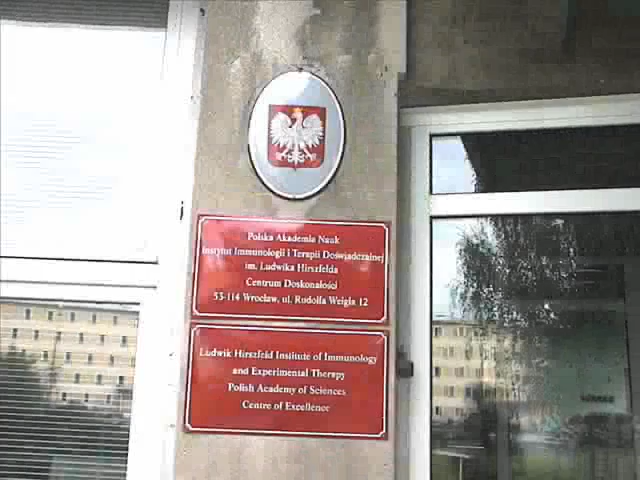 Polska Akademia Nauk
Instytut Immunologii i Terapii Doświadczalnej
im. Ludwika Hirszfelda
Centrum Doskonałości
53-114 Wrocław, ul. Rudolfa Weigla 12
Ludwik Hirszfeld Institute of Immunology
and Experimental Therapy
Polish Academy of Sciences
Centre of Excellence